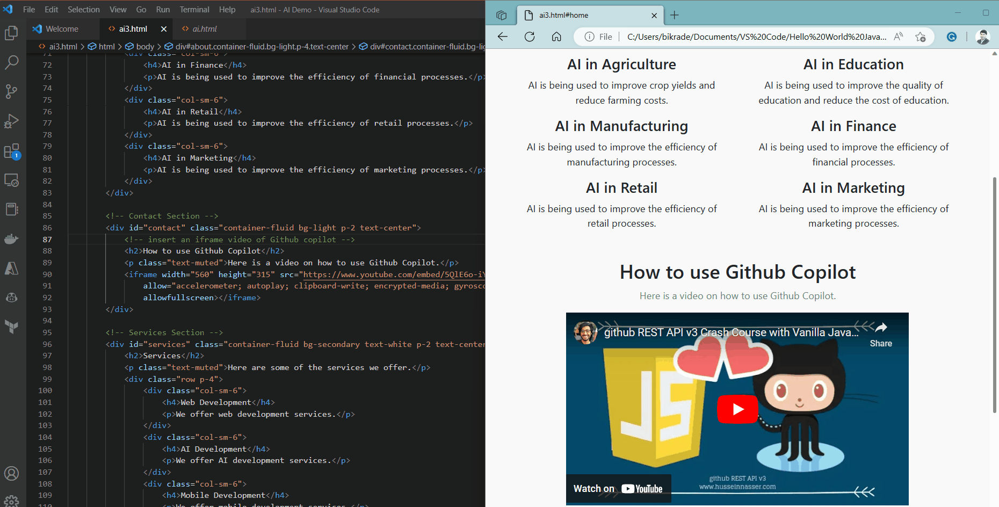 File Edit Selection View Go Run Terminal Help ai3.html - AI Demo - Visual Studio Code
Welcome ai3.html ai.html
ai3.html > html > body > div#about.container-fluid.bg-light.p-4.text-center > div#contact.container-fluid.bg-lig
71 <div class="col-sm-6">
72 <h4>AI in Finance</h4>
73 <p>AI is being used to improve the efficiency of financial processes.</p>
74 </div>
75 <div class="col-sm-6">
76 <h4>AI in Retail</h4>
77 <p>AI is being used to improve the efficiency of retail processes.</p>
78 </div>
79 <div class="col-sm-6">
80 <h4>AI in Marketing</h4>
81 <p>AI is being used to improve the efficiency of marketing processes.</p>
82 </div>
83 </div>
84
85 <!-- Contact Section -->
86 <div id="contact" class="container-fluid bg-light p-2 text-center">
87 <!-- insert an iframe video of Github copilot -->
88 <h2>How to use Github Copilot</h2>
89 <p class="text-muted">Here is a video on how to use Github Copilot.</p>
90 <iframe width="560" height="315" src="https://www.youtube.com/embed/5QlE6o-iY
91 allow="accelerometer; autoplay; clipboard-write; encrypted-media; gyrosco
92 allowfullscreen></iframe>
93 </div>
94
95 <!-- Services Section -->
96 <div id="services" class="container-fluid bg-secondary text-white p-2 text-center
97 <h2>Services</h2>
98 <p class="text-muted">Here are some of the services we offer.</p>
99 <div class="row p-4">
100 <div class="col-sm-6">
101 <h4>Web Development</h4>
102 <p>We offer web development services.</p>
103 </div>
104 <div class="col-sm-6">
105 <h4>AI Development</h4>
106 <p>We offer AI development services.</p>
107 </div>
108 <div class="col-sm-6">
109 <h4>Mobile Development</h4>
110 <p>We offer mobile development services.</p>
1
ai3.html#home
File C:/Users/bikrade/Documents/VS%20Code/Hello%20World%20Java...
AI in Agriculture
AI is being used to improve crop yields and
reduce farming costs.
AI in Education
AI is being used to improve the quality of
education and reduce the cost of education.
AI in Manufacturing
AI is being used to improve the efficiency of
manufacturing processes.
AI in Finance
AI is being used to improve the efficiency of
financial processes.
AI in Retail
AI is being used to improve the efficiency of
retail processes.
AI in Marketing
AI is being used to improve the efficiency of
marketing processes.
How to use Github Copilot
Here is a video on how to use Github Copilot.
github REST API v3 Crash Course with Vanilla Java...
Share
JS
github REST API v3
www.husseinnasser.com
Watch on YouTube